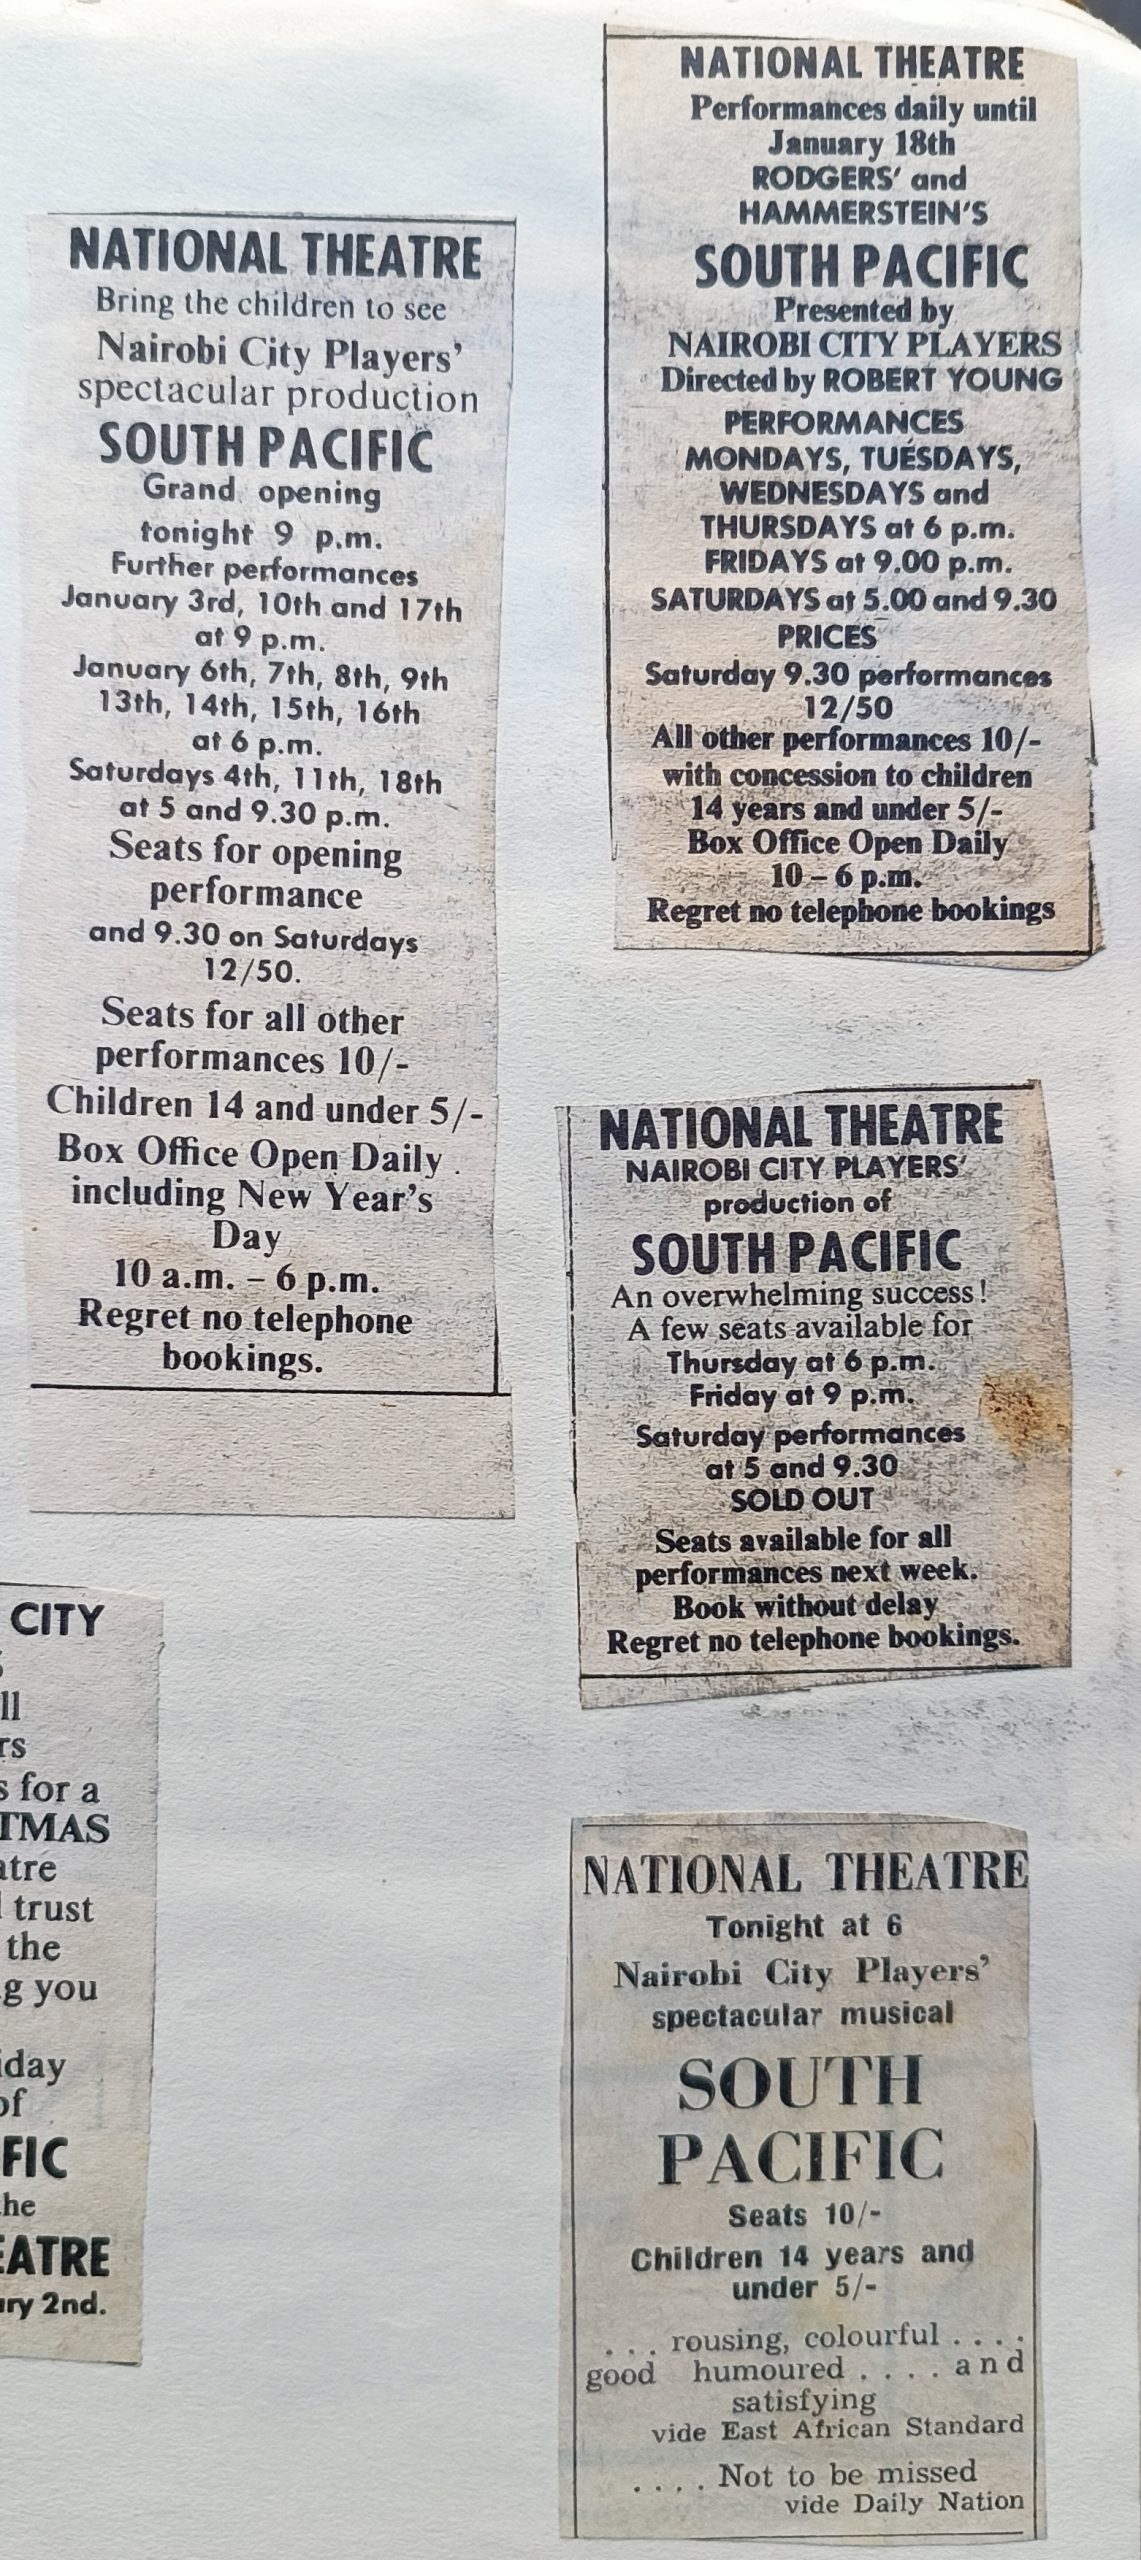 NATIONAL THEATRE
Bring the children to see
Nairobi City Players'
spectacular production
SOUTH PACIFIC
Grand opening
tonight 9 p.m.
Further performances
January 3rd, 10th and 17th
at 9 p.m.
January 6th, 7th, 8th, 9th
13th, 14th, 15th, 16th
at 6 p.m.
Saturdays 4th, 11th, 18th
at 5 and 9.30 p.m.
Seats for opening
performance
and 9.30 on Saturdays
12/50.
Seats for all other
performances 10/-
Children 14 and under 5/-
Box Office Open Daily
including New Year's
Day
10 a.m. – 6 p.m.
Regret no telephone
bookings.
CITY
s for a
atre
trust
the
you
of
EATRE
2nd.
NATIONAL THEATRE
Performances daily until
January 18th
RODGERS' and
HAMMERSTEIN'S
SOUTH PACIFIC
Presented by
NAIROBI CITY PLAYERS
Directed by ROBERT YOUNG
PERFORMANCES
MONDAYS, TUESDAYS,
WEDNESDAYS and
THURSDAYS at 6 p.m.
FRIDAYS at 9.00 p.m.
SATURDAYS at 5.00 and 9.30
PRICES
Saturday 9.30 performances
12/50
All other performances 10/-
with concession to children
14 years and under 5/-
Box Office Open Daily
10 – 6 p.m.
Regret no telephone bookings
NATIONAL THEATRE
NAIROBI CITY PLAYERS'
production of
SOUTH PACIFIC
An overwhelming success!
A few seats available for
Thursday at 6 p.m.
Friday at 9 p.m.
Saturday performances
at 5 and 9.30
SOLD OUT
Seats available for all
performances next week.
Book without delay
Regret no telephone bookings.
NATIONAL THEATRE
Tonight at 6
Nairobi City Players'
spectacular musical
SOUTH
PACIFIC
Seats 10/-
Children 14 years and
under 5/-
. . . rousing, colourful . . . .
good humoured . . . . and
satisfying
vide East African Standard
. . . . Not to be missed
vide Daily Nation